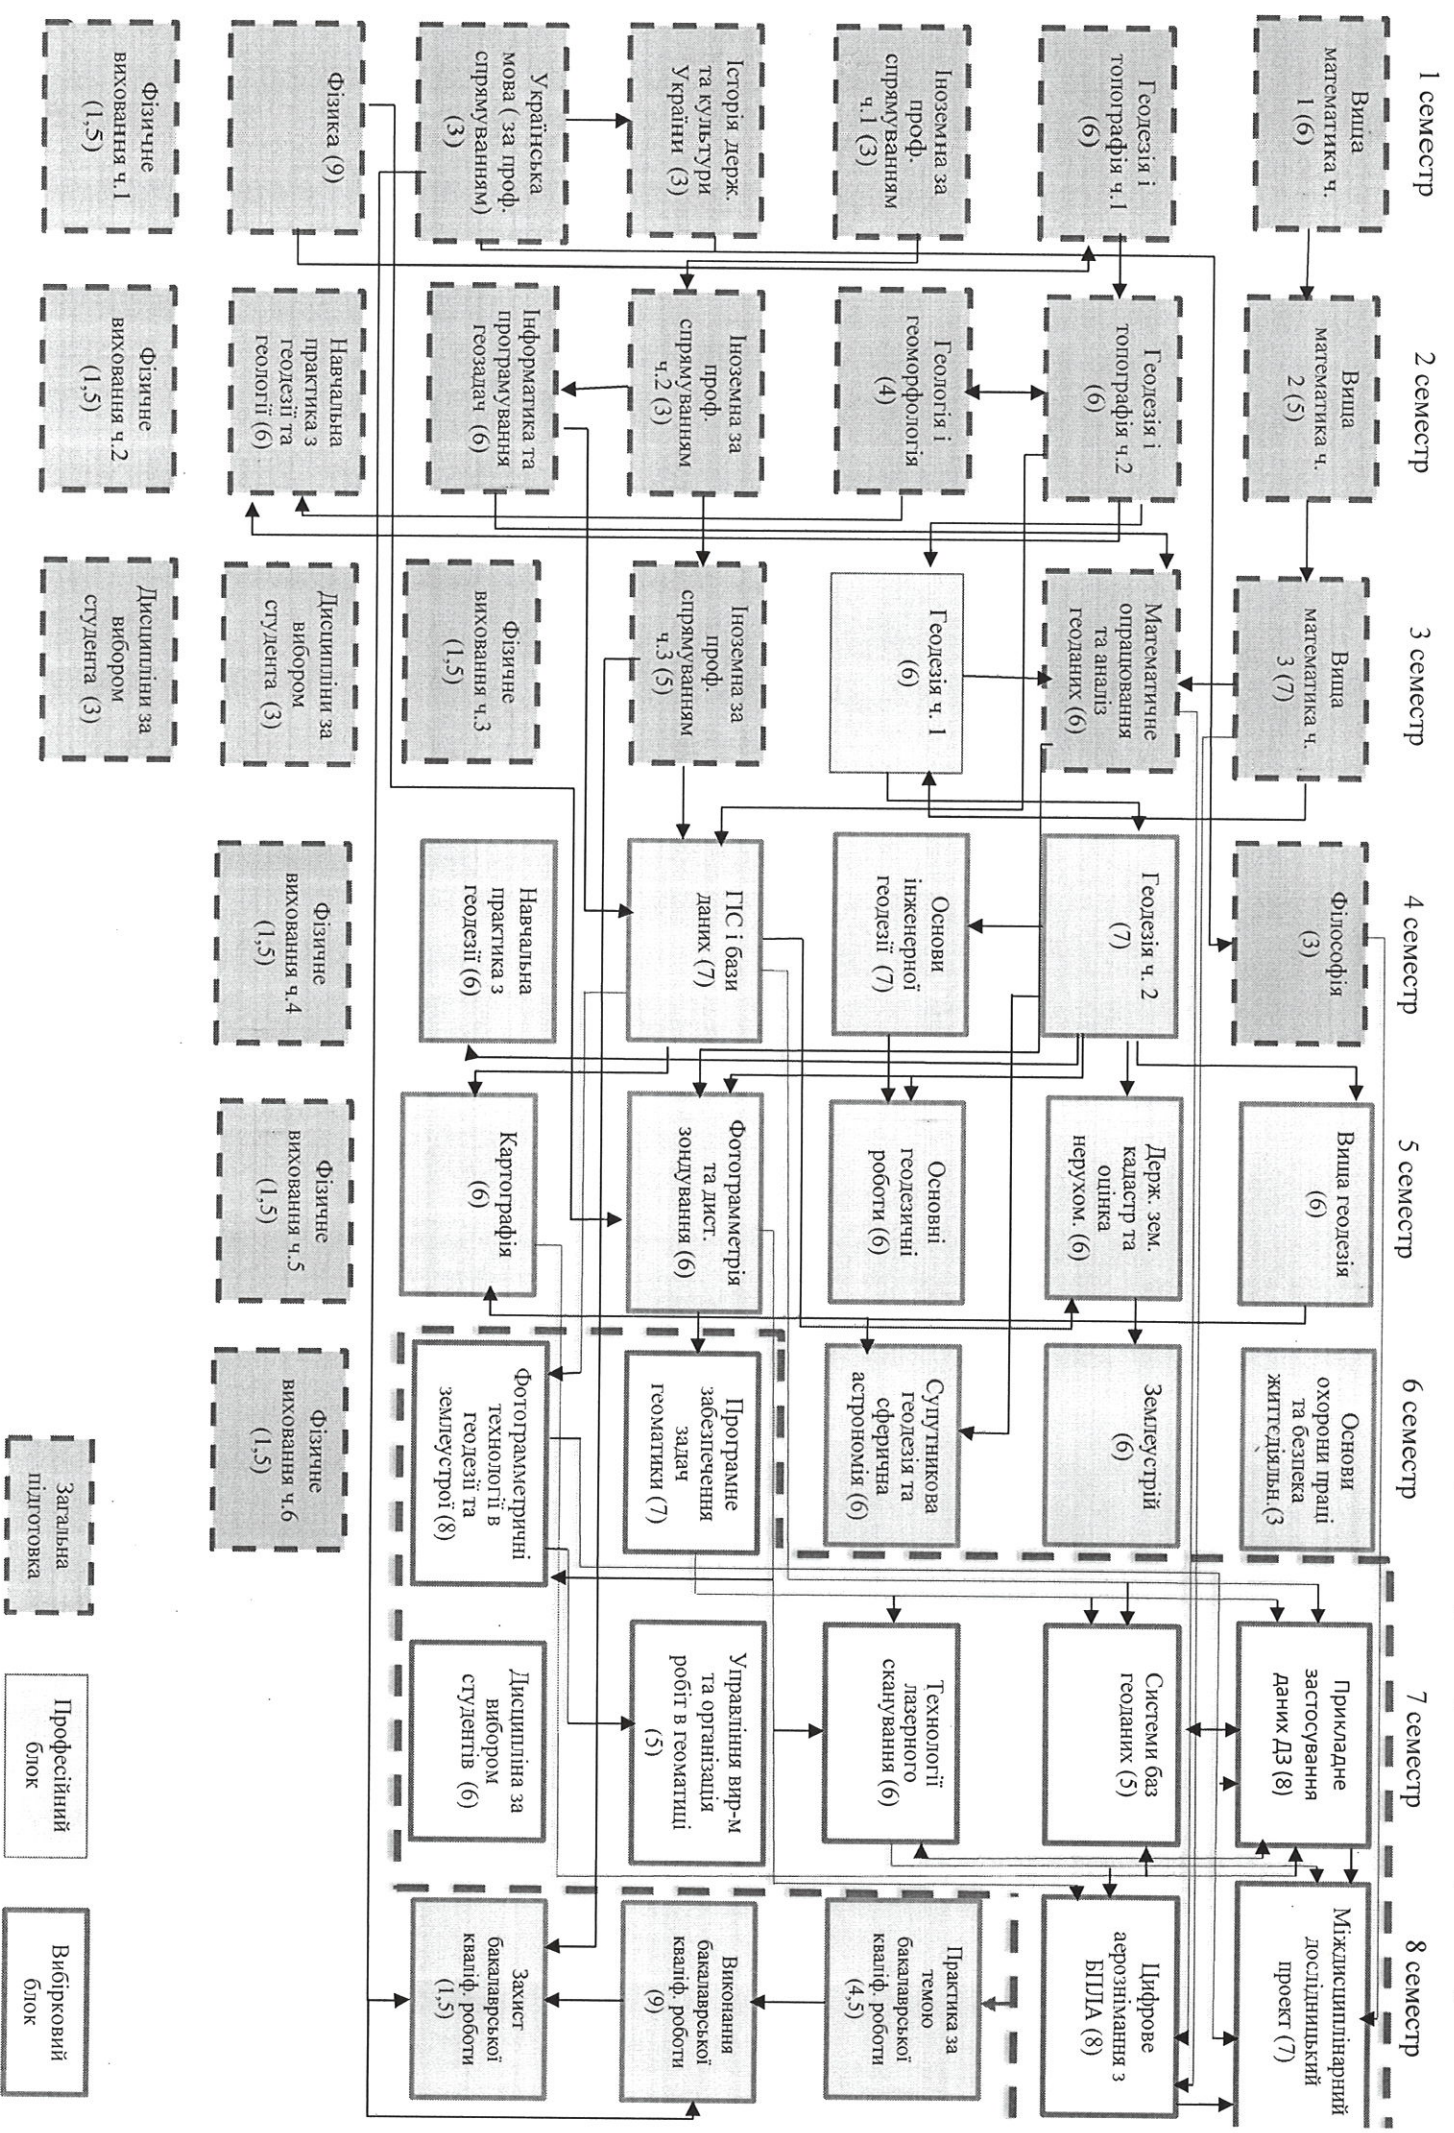 1 семестр
Вища
математика ч.
1(6)
Геодезія і
топографія ч.1
(6)
Іноземна за
проф.
спрямуванням
ч.1 (3)
Історія держ.
та культури
України (3)
Українська
мова ( за проф.
спрямуванням)
(3)
Фізика (9)
Фізичне
виховання ч.1
(1,5)
2 семестр
Вища
математика ч.
2 (5)
Геодезія і
топографія ч.2
(6)
Геологія і
геоморфологія
(4)
Іноземна за
проф.
спрямуванням
ч.2 (3)
Інформатика та
програмування
геозадач (6)
Навчальна
практика з
геодезії та
геології (6)
Фізичне
виховання ч.2
(1,5)
3 семестр
Вища
математика ч.
3 (7)
Математичне
опрацювання
та аналіз
геоданих (6)
Геодезія ч. 1
(6)
Іноземна за
проф.
спрямуванням
ч.3 (5)
Фізичне
виховання ч.3
(1,5)
Дисципліни за
вибором
студента (3)
Дисципліни за
вибором
студента (3)
4 семестр
Філософія
(3)
Геодезія ч. 2
(7)
Основи
інженерної
геодезії (7)
ГІС і бази
даних (7)
Навчальна
практика з
геодезії (6)
Фізичне
виховання ч.4
(1,5)
5 семестр
Вища геодезія
(6)
Держ. зем.
кадастр та
оцінка
нерухом. (6)
Основні
геодезичні
роботи (6)
Фотограмметрія
та дист.
зондування (6)
Картографія
(6)
Фізичне
виховання ч.5
(1,5)
6 семестр
Основи
охорони праці
та безпека
життєдіяльн.(3
Землеустрій
(6)
Супутникова
геодезія та
сферична
астрономія (6)
Програмне
забезпечення
задач
геоматики (7)
Фотограмметричні
технології в
геодезії та
землеустрої (8)
Фізичне
виховання ч.6
(1,5)
7 семестр
Прикладне
застосування
даних ДЗ (8)
Системи баз
геоданих (5)
Технології
лазерного
сканування (6)
Управління вир-м
та організація
робіт в геоматиці
(5)
Дисципліна за
вибором
студентів (6)
8 семестр
Міждисциплінарний
дослідницький
проект (7)
Цифрове
аерознімання з
БПЛА (8)
Практика за
темою
бакалаврської
кваліф. роботи
(4,5)
Виконання
бакалаврської
кваліф. роботи
(9)
Захист
бакалаврської
кваліф. роботи
(1,5)
Загальна
підготовка
Професійний
блок
Вибірковий
блок